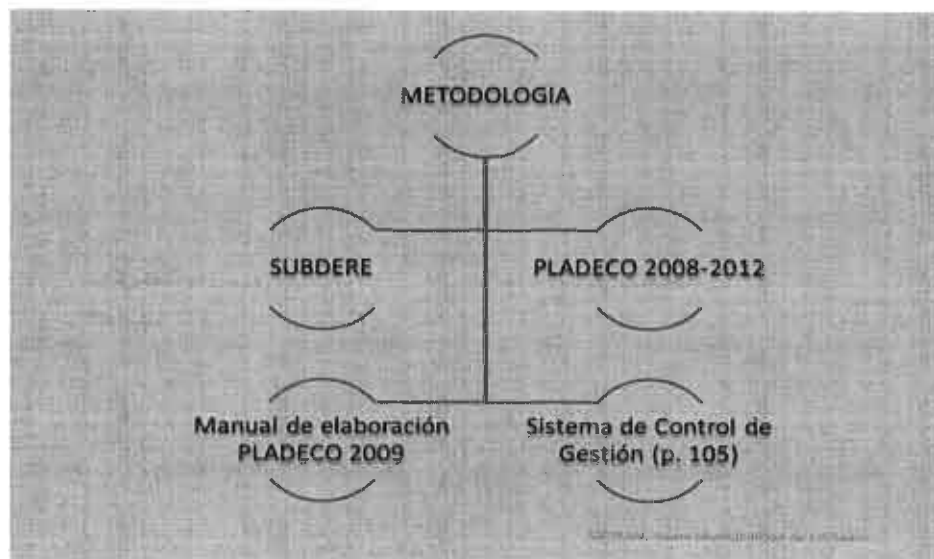 METODOLOGIA
SUBDERE
PLADECO 2008-2012
Manual de elaboración
PLADECO 2009
Sistema de Control de
Gestión (p. 105)